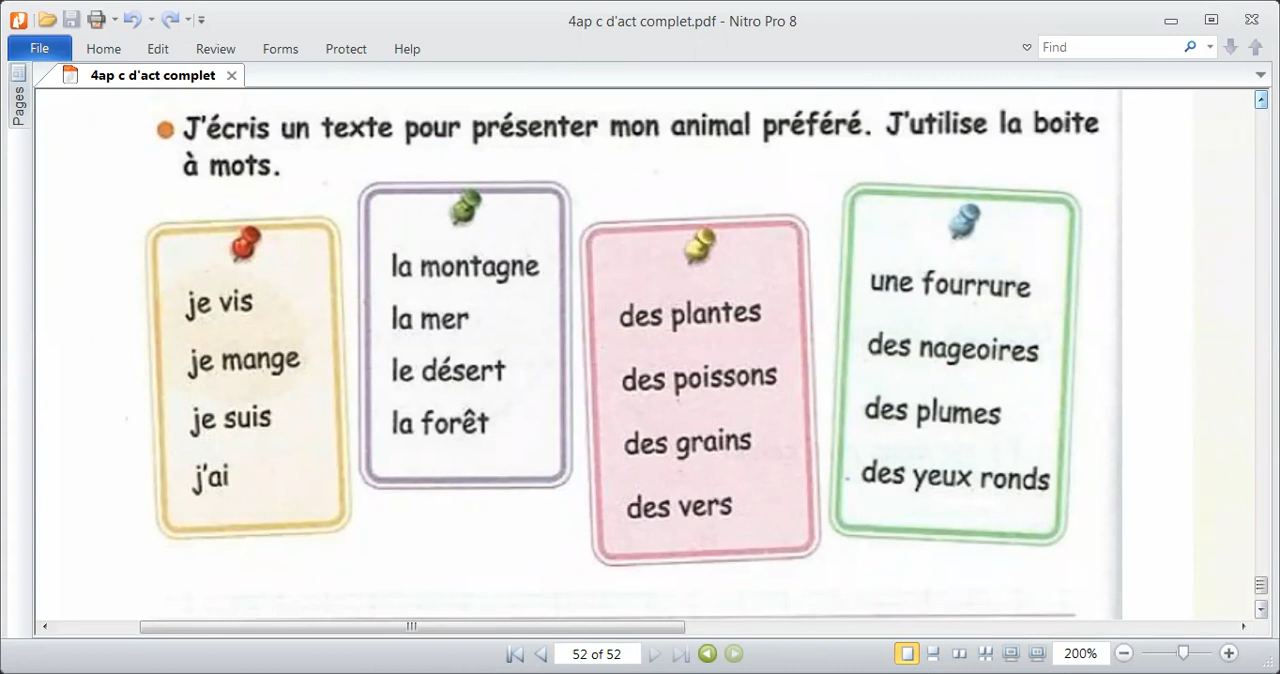 4ap c d'act complet.pdf - Nitro Pro 8
File Home Edit Review Forms Protect Help
Find
4ap c d'act complet
Pages
J'écris un texte pour présenter mon animal préféré. J'utilise la boite
à mots.
je vis
je mange
je suis
j'ai
la montagne
la mer
le désert
la forêt
des plantes
des poissons
des grains
des vers
une fourrure
des nageoires
des plumes
des yeux ronds
52 of 52
200%